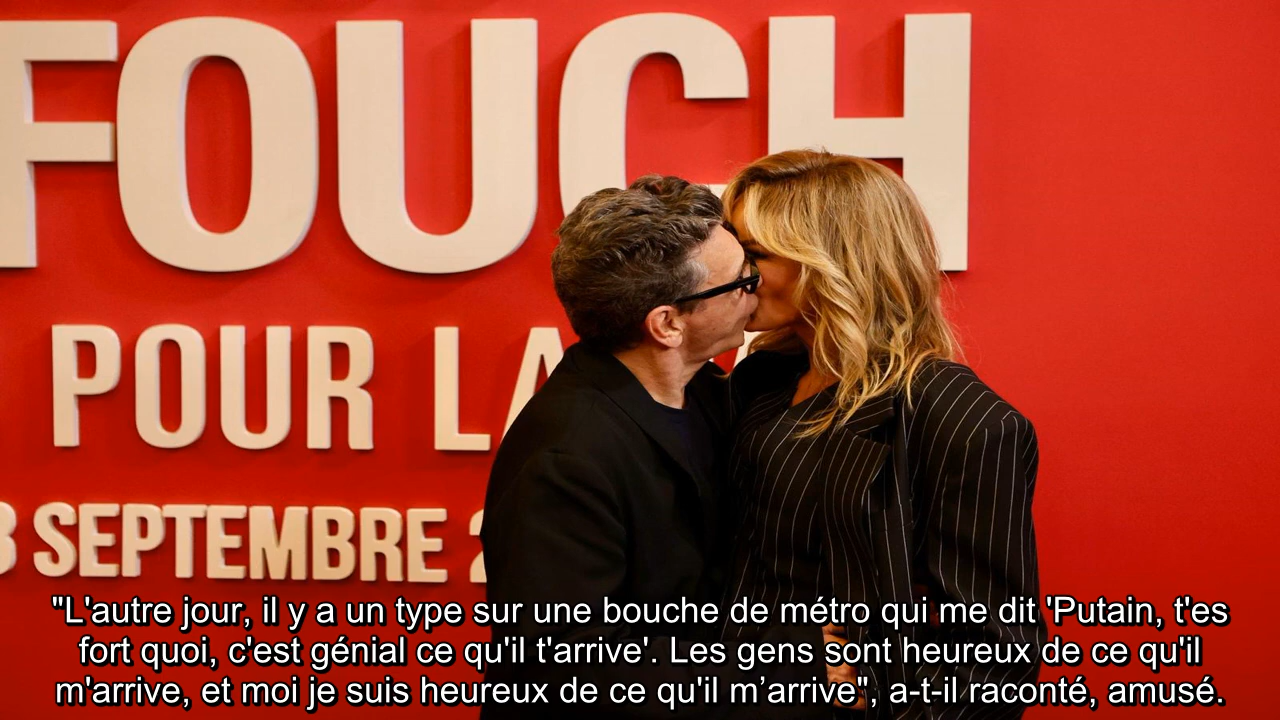 FOUCH
POUR LA
3 SEPTEMBRE
"L'autre jour, il y a un type sur une bouche de métro qui me dit 'Putain, t'es
fort quoi, c'est génial ce qu'il t'arrive'. Les gens sont heureux de ce qu'il
m'arrive, et moi je suis heureux de ce qu'il m’arrive", a-t-il raconté, amusé.